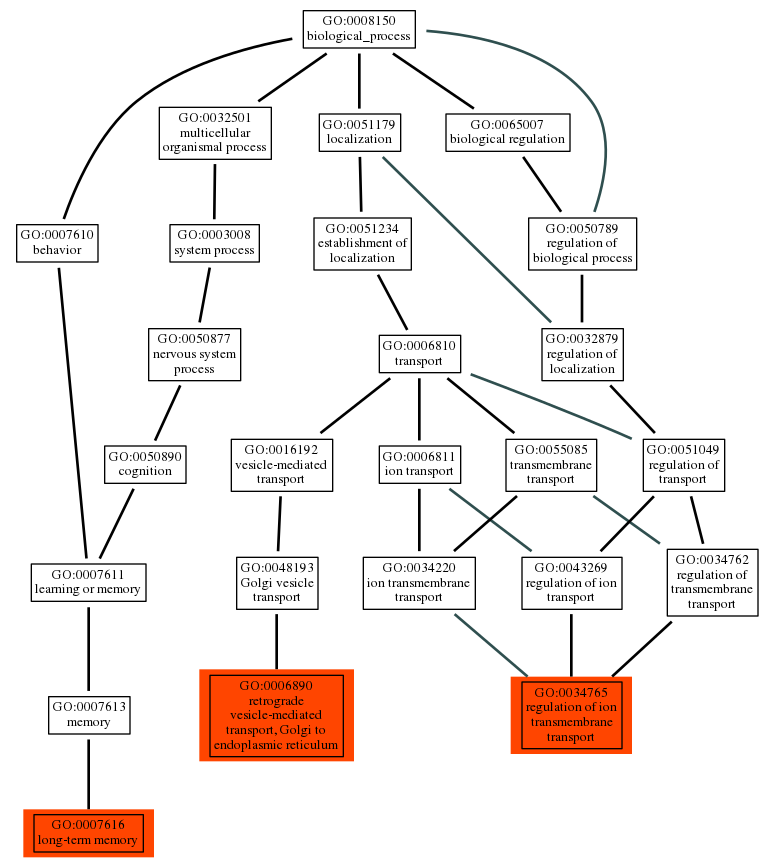 GO:0008150
biological_process
GO:0032501
multicellular
organismal process
GO:0051179
localization
GO:0065007
biological regulation
GO:0007610
behavior
GO:0003008
system process
GO:0051234
establishment of
localization
GO:0050789
regulation of
biological process
GO:0050877
nervous system
process
GO:0006810
transport
GO:0032879
regulation of
localization
GO:0050890
cognition
GO:0016192
vesicle-mediated
transport
GO:0006811
ion transport
GO:0055085
transmembrane
transport
GO:0051049
regulation of
transport
GO:0007611
learning or memory
GO:0048193
Golgi vesicle
transport
GO:0034220
ion transmembrane
transport
GO:0043269
regulation of ion
transport
GO:0034762
regulation of
transmembrane
transport
GO:0007613
memory
GO:0006890
retrograde
vesicle-mediated
transport, Golgi to
endoplasmic reticulum
GO:0034765
regulation of ion
transmembrane
transport
GO:0007616
long-term memory